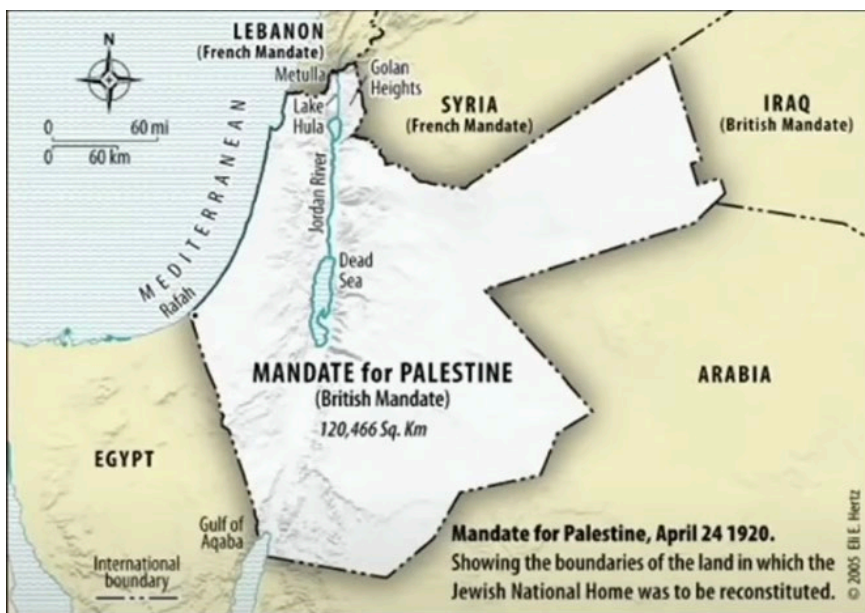 LEBANON
(French Mandate)
Metulla
Golan
Heights
Lake
Hula
SYRIA
(French Mandate)
IRAQ
(British Mandate)
N
0 60 mi
0 60 km
MEDITERRANEAN
Rafah
Jordan River
Dead
Sea
MANDATE for PALESTINE
(British Mandate)
120,466 Sq. Km
ARABIA
EGYPT
Gulf of
Aqaba
International
boundary
Mandate for Palestine, April 24 1920.
Showing the boundaries of the land in which the
Jewish National Home was to be reconstituted.
© 2005 Eli E. Hertz